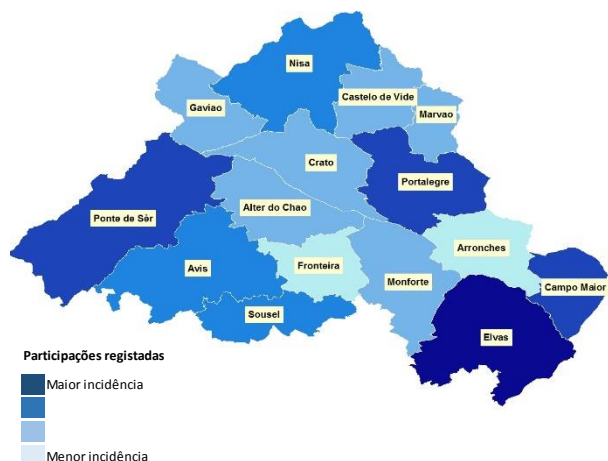 Nisa
Castelo de Vide
Gaviao
Marvao
Crato
Portalegre
Alter do Chao
Ponte de Sôr
Arronches
Avis
Fronteira
Monforte
Campo Maior
Sousel
Elvas
Participações registadas
Maior incidência
Menor incidência